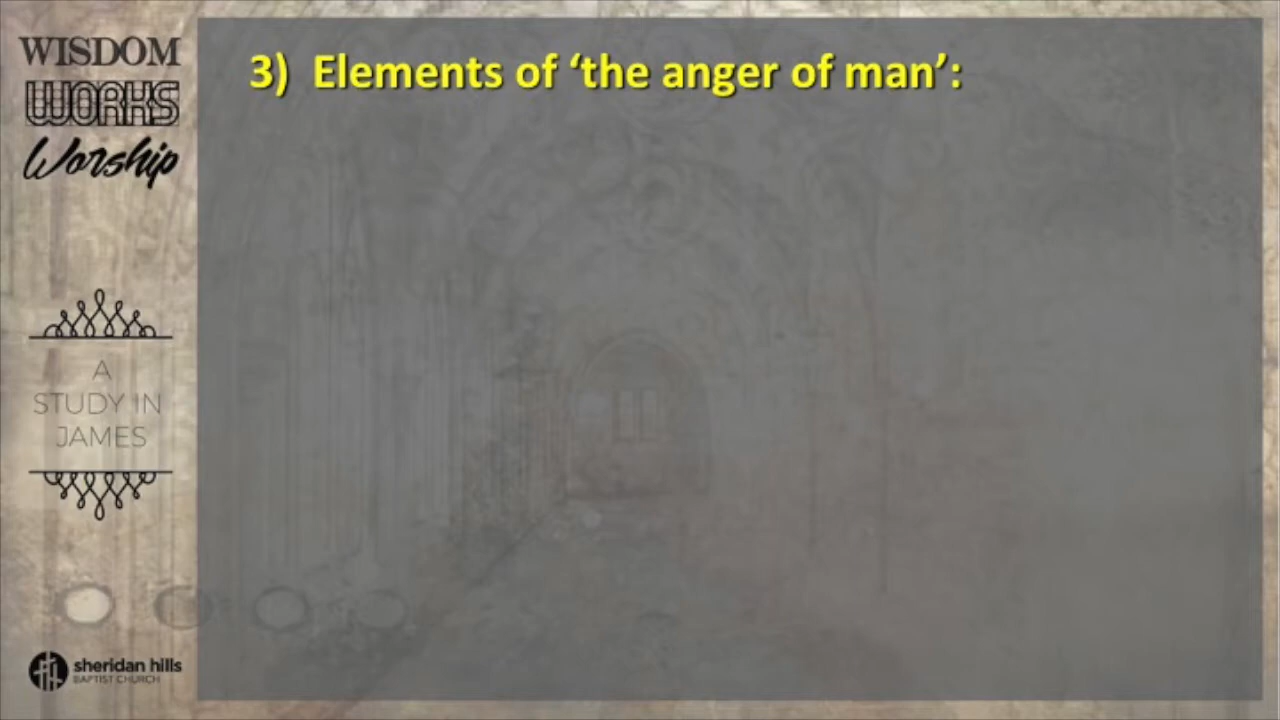 WISDOM
WORKS
Worship
A
STUDY IN
JAMES
sheridan hills
BAPTIST CHURCH
3) Elements of ‘the anger of man’: